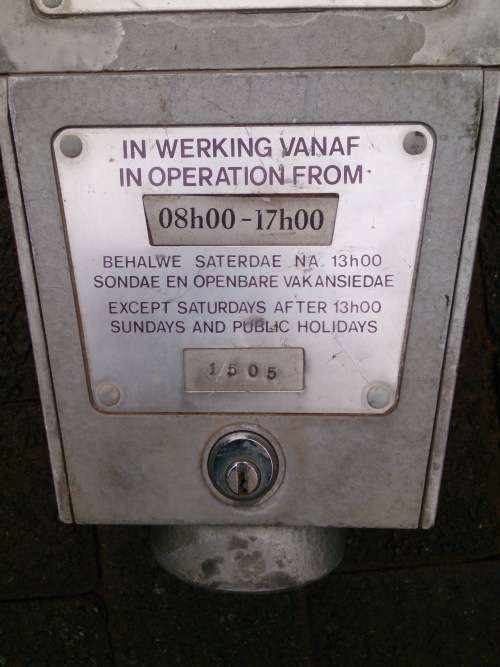 IN WERKING VANAF
IN OPERATION FROM
08h00-17h00
BEHALWE SATERDAE NA 13h00
SONDAE EN OPENBARE VAKANSIEDAE
EXCEPT SATURDAYS AFTER 13h00
SUNDAYS AND PUBLIC HOLIDAYS
1505